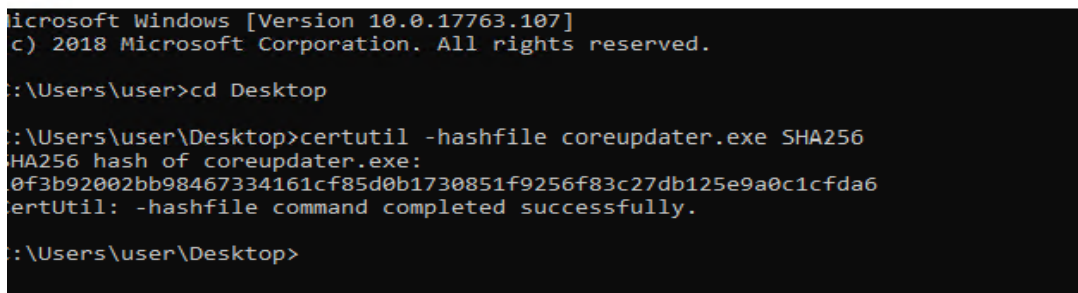 icrosoft Windows [Version 10.0.17763.107]
c) 2018 Microsoft Corporation. All rights reserved.
:\Users\user>cd Desktop
:\Users\user\Desktop>certutil -hashfile coreupdater.exe SHA256
HA256 hash of coreupdater.exe:
0f3b92002bb98467334161cf85d0b1730851f9256f83c27db125e9a0c1cfda6
ertUtil: -hashfile command completed successfully.
:\Users\user\Desktop>